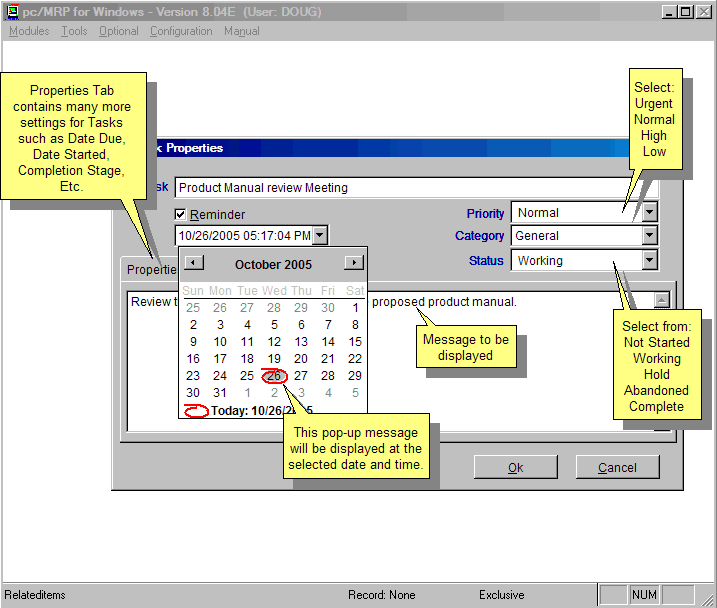 pc/MRP for Windows - Version 8.04E (User: DOUG)
Modules Tools Optional Configuration Manual
Properties Tab
contains many more
settings for Tasks
such as Date Due,
Date Started,
Completion Stage,
Etc.
Select:
Urgent
Normal
High
Low
Properties
Product Manual review Meeting
Reminder
10/26/2005 05:17:04 PM
Priority Normal
Category General
Status Working
October 2005
Sun Mon Tue Wed Thu Fri Sat
25 26 27 28 29 30 1
2 3 4 5 6 7 8
9 10 11 12 13 14 15
16 17 18 19 20 21 22
23 24 25 26 27 28 29
30 31 1 2 3 4 5
Today: 10/26/2005
Review proposed product manual.
Message to be
displayed
Select from:
Not Started
Working
Hold
Abandoned
Complete
This pop-up message
will be displayed at the
selected date and time.
Ok Cancel
Relateditems Record: None Exclusive NUM